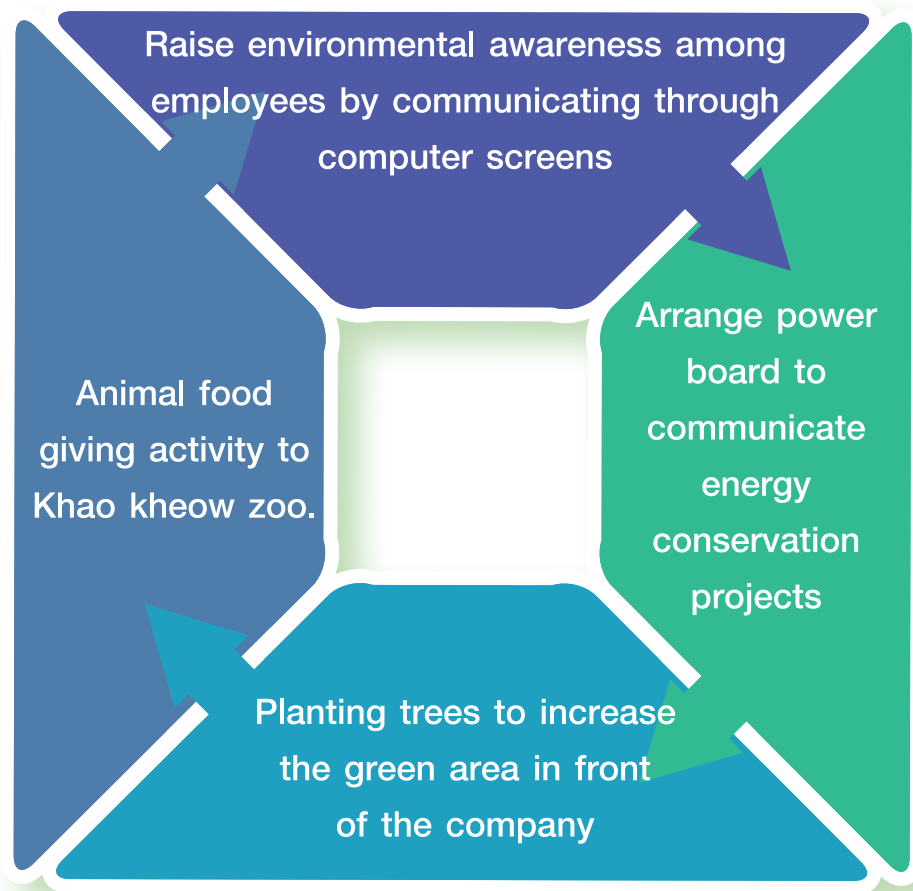 Raise environmental awareness among
employees by communicating through
computer screens
Arrange power
board to
communicate
energy
conservation
projects
Planting trees to increase
the green area in front
of the company
Animal food
giving activity to
Khao kheow zoo.